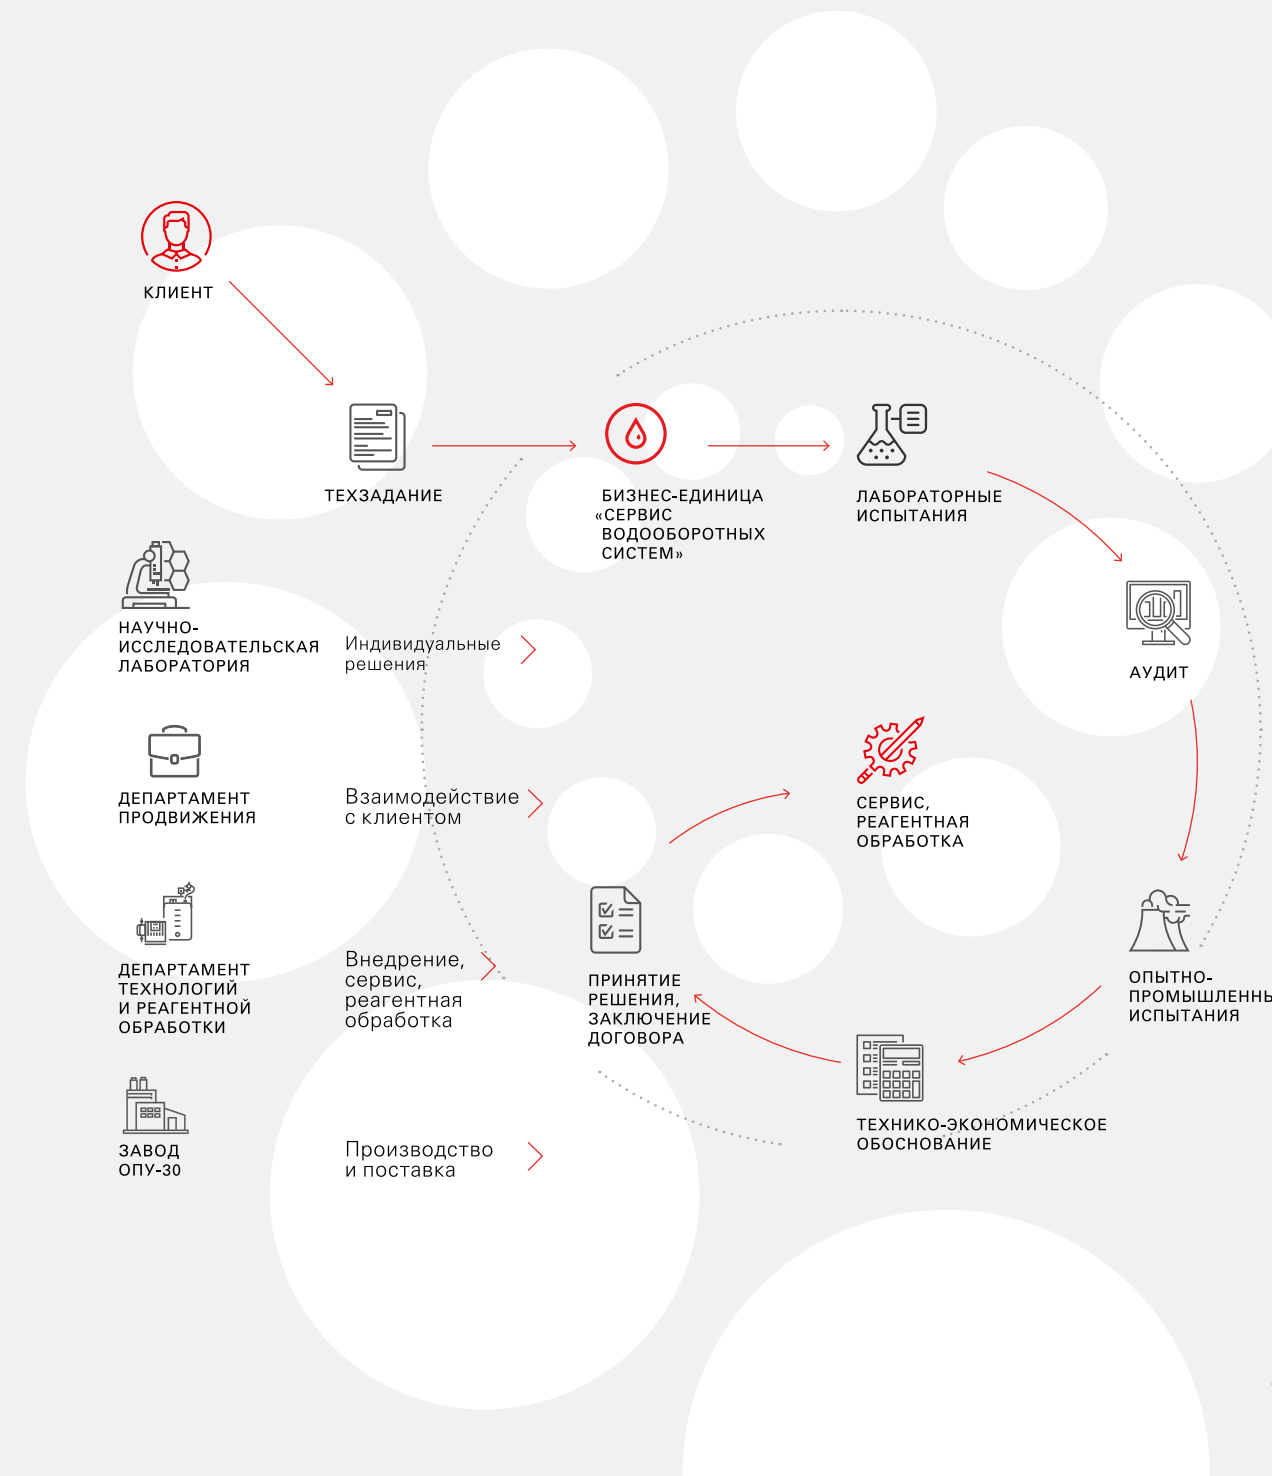 КЛИЕНТ
ТЕХЗАДАНИЕ
БИЗНЕС-ЕДИНИЦА
«СЕРВИС
ВОДООБОРОТНЫХ
СИСТЕМ»
ЛАБОРАТОРНЫЕ
ИСПЫТАНИЯ
АУДИТ
НАУЧНО-
ИССЛЕДОВАТЕЛЬСКАЯ
ЛАБОРАТОРИЯ
Индивидуальные
решения
ДЕПАРТАМЕНТ
ПРОДВИЖЕНИЯ
Взаимодействие
с клиентом
СЕРВИС,
РЕАГЕНТНАЯ
ОБРАБОТКА
ДЕПАРТАМЕНТ
ТЕХНОЛОГИЙ
И РЕАГЕНТНОЙ
ОБРАБОТКИ
Внедрение,
сервис,
реагентная
обработка
ПРИНЯТИЕ
РЕШЕНИЯ,
ЗАКЛЮЧЕНИЕ
ДОГОВОРА
ОПЫТНО-
ПРОМЫШЛЕННЫ
ИСПЫТАНИЯ
ТЕХНИКО-ЭКОНОМИЧЕСКОЕ
ОБОСНОВАНИЕ
ЗАВОД
ОПУ-30
Производство
и поставка